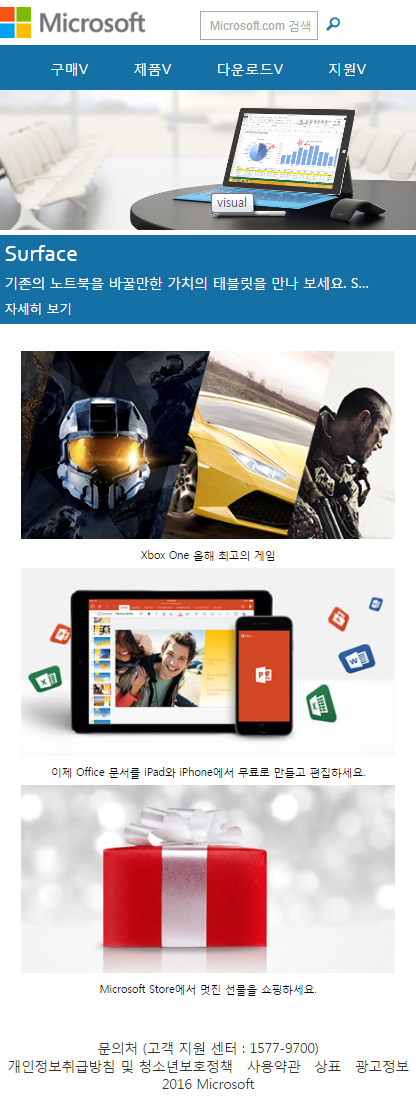 Microsoft
Microsoft.com 검색
구매V 제품V 다운로드V 지원V
visual
Surface
기존의 노트북을 바꿀만한 가치의 태블릿을 만나 보세요. S...
자세히 보기
Xbox One 올해 최고의 게임
이제 Office 문서를 iPad와 iPhone에서 무료로 만들고 편집하세요.
Microsoft Store에서 멋진 선물을 쇼핑하세요.
문의처 (고객 지원 센터 : 1577-9700)
개인정보취급방침 및 청소년보호정책 사용약관 상표 광고정보
2016 Microsoft